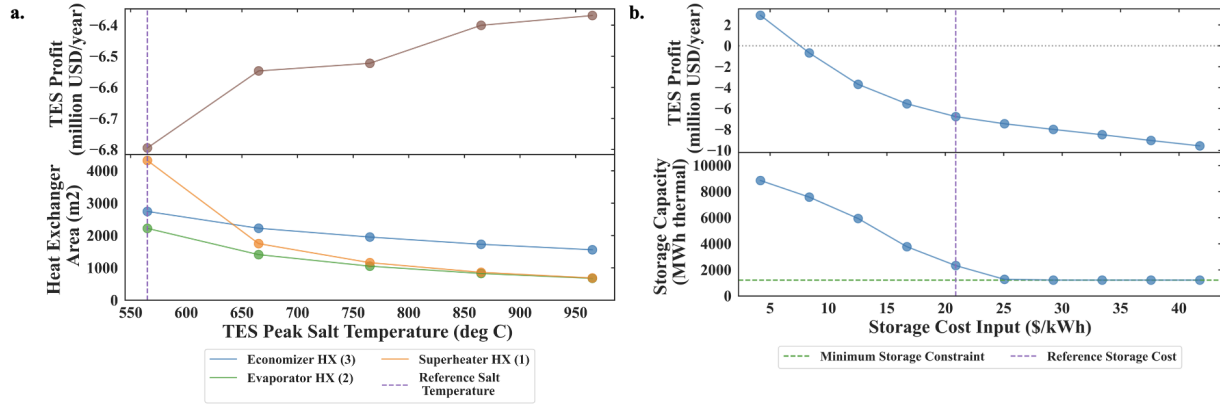 a.
TES Profit
(million USD/year)
−6.4
−6.5
−6.6
−6.7
−6.8
Heat Exchanger
Area (m2)
4000
3000
2000
1000
0
550 600 650 700 750 800 850 900 950
TES Peak Salt Temperature (deg C)
Economizer HX (3)
Evaporator HX (2)
Superheater HX (1)
Reference Salt
Temperature
b.
TES Profit
(million USD/year)
2
0
−2
−4
−6
−8
−10
Storage Capacity
(MWh thermal)
10000
8000
6000
4000
2000
0
5 10 15 20 25 30 35 40
Storage Cost Input ($/kWh)
Minimum Storage Constraint
Reference Storage Cost